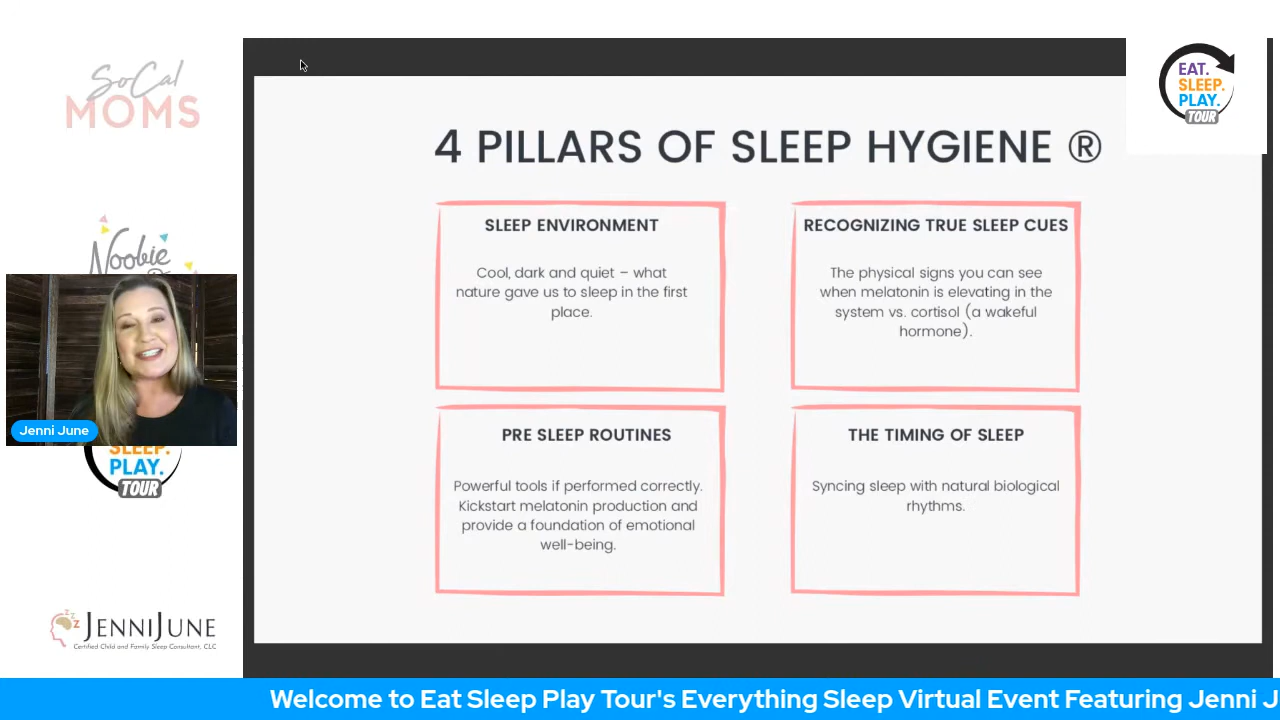 SoCal
MOMS
Noobie
Jenni June
SLEEP.
PLAY.
TOUR
JENNIJUNE
Certified Child and Family Sleep Consultant, CLC
EAT.
SLEEP.
PLAY.
TOUR
4 PILLARS OF SLEEP HYGIENE ®
SLEEP ENVIRONMENT
Cool, dark and quiet – what
nature gave us to sleep in the first
place.
RECOGNIZING TRUE SLEEP CUES
The physical signs you can see
when melatonin is elevating in the
system vs. cortisol (a wakeful
hormone).
PRE SLEEP ROUTINES
Powerful tools if performed correctly.
Kickstart melatonin production and
provide a foundation of emotional
well-being.
THE TIMING OF SLEEP
Syncing sleep with natural biological
rhythms.
Welcome to Eat Sleep Play Tour's Everything Sleep Virtual Event Featuring Jenni J